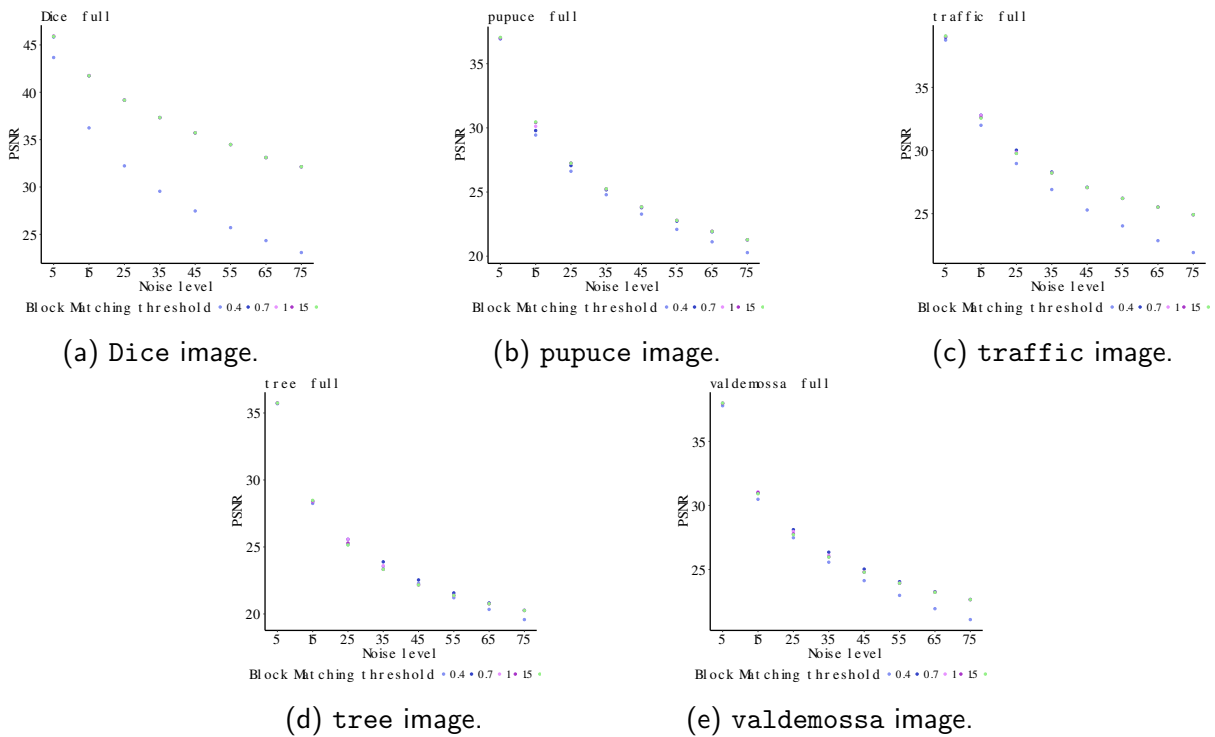 Dice full
45
40
35
30
25
PSNR
5 15 25 35 45 55 65 75
Noise level
Block Matching threshold 0.4 0.7 1 15
(a) Dice image.
pupuce full
35
30
25
20
PSNR
5 15 25 35 45 55 65 75
Noise level
Block Matching threshold 0.4 0.7 1 15
(b) pupuce image.
traffic full
35
30
25
PSNR
5 15 25 35 45 55 65 75
Noise level
Block Matching threshold 0.4 0.7 1 15
(c) traffic image.
tree full
35
30
25
20
PSNR
5 15 25 35 45 55 65 75
Noise level
Block Matching threshold 0.4 0.7 1 15
(d) tree image.
valdemossa full
35
30
25
PSNR
5 15 25 35 45 55 65 75
Noise level
Block Matching threshold 0.4 0.7 1 15
(e) valdemossa image.